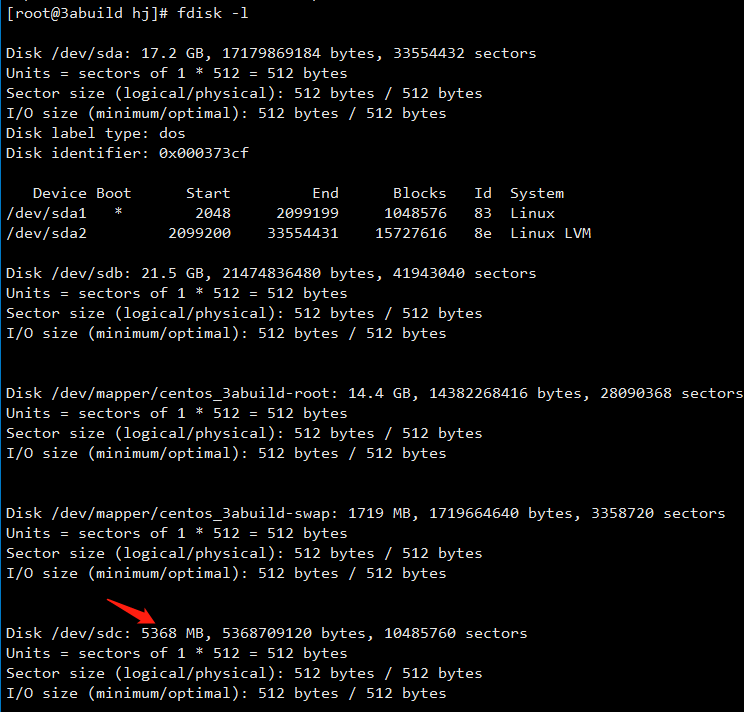 [root@3abuild hj]# fdisk -l
Disk /dev/sda: 17.2 GB, 17179869184 bytes, 33554432 sectors
Units = sectors of 1 * 512 = 512 bytes
Sector size (logical/physical): 512 bytes / 512 bytes
I/O size (minimum/optimal): 512 bytes / 512 bytes
Disk label type: dos
Disk identifier: 0x000373cf
Device Boot Start End Blocks Id System
/dev/sda1 * 2048 2099199 1048576 83 Linux
/dev/sda2 2099200 33554431 15727616 8e Linux LVM
Disk /dev/sdb: 21.5 GB, 21474836480 bytes, 41943040 sectors
Units = sectors of 1 * 512 = 512 bytes
Sector size (logical/physical): 512 bytes / 512 bytes
I/O size (minimum/optimal): 512 bytes / 512 bytes
Disk /dev/mapper/centos_3abuild-root: 14.4 GB, 14382268416 bytes, 28090368 sectors
Units = sectors of 1 * 512 = 512 bytes
Sector size (logical/physical): 512 bytes / 512 bytes
I/O size (minimum/optimal): 512 bytes / 512 bytes
Disk /dev/mapper/centos_3abuild-swap: 1719 MB, 1719664640 bytes, 3358720 sectors
Units = sectors of 1 * 512 = 512 bytes
Sector size (logical/physical): 512 bytes / 512 bytes
I/O size (minimum/optimal): 512 bytes / 512 bytes
Disk /dev/sdc: 5368 MB, 5368709120 bytes, 10485760 sectors
Units = sectors of 1 * 512 = 512 bytes
Sector size (logical/physical): 512 bytes / 512 bytes
I/O size (minimum/optimal): 512 bytes / 512 bytes